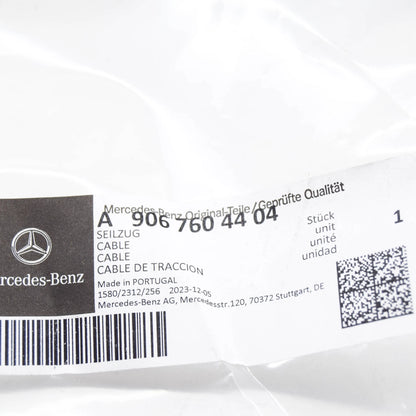 Mercedes-Benz Original-Teile / Geprüfte Qualität
A 906 760 44 04
SEILZUG
CABLE
CABLE
CABLE DE TRACCION
Made in PORTUGAL
1580/2312/256 2023-12-05
Mercedes-Benz AG, Mercedesstr.120, 70372 Stuttgart, DE
Stück 1
unit
unité
unidad
rcedes-Benz